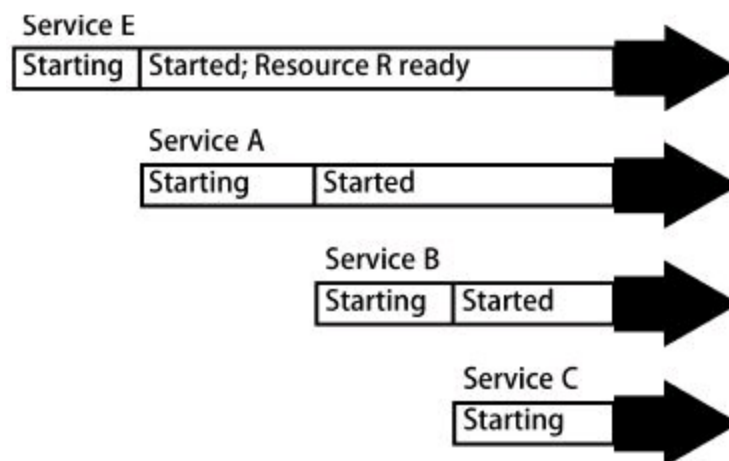 Service E
Starting Started; Resource R ready
Service A
Starting Started
Service B
Starting Started
Service C
Starting